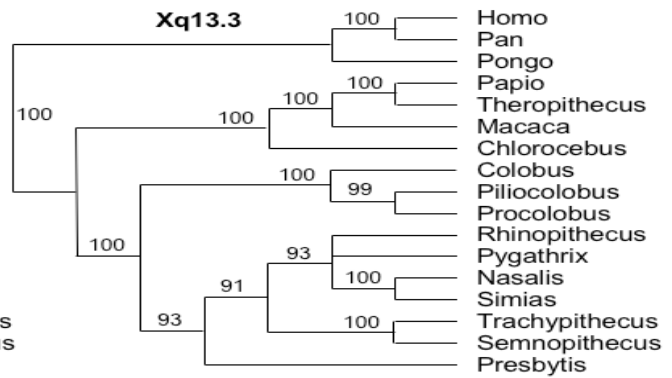 Xq13.3
100 Homo
Pan
Pongo
100 Papio
100 Theropithecus
100 100 Macaca
Chlorocebus
100 Colobus
99 Piliocolobus
Procolobus
100 Rhinopithecus
93 Pygathrix
91 100 Nasalis
Simias
93 100 Trachypithecus
Semnopithecus
Presbytis
s
us